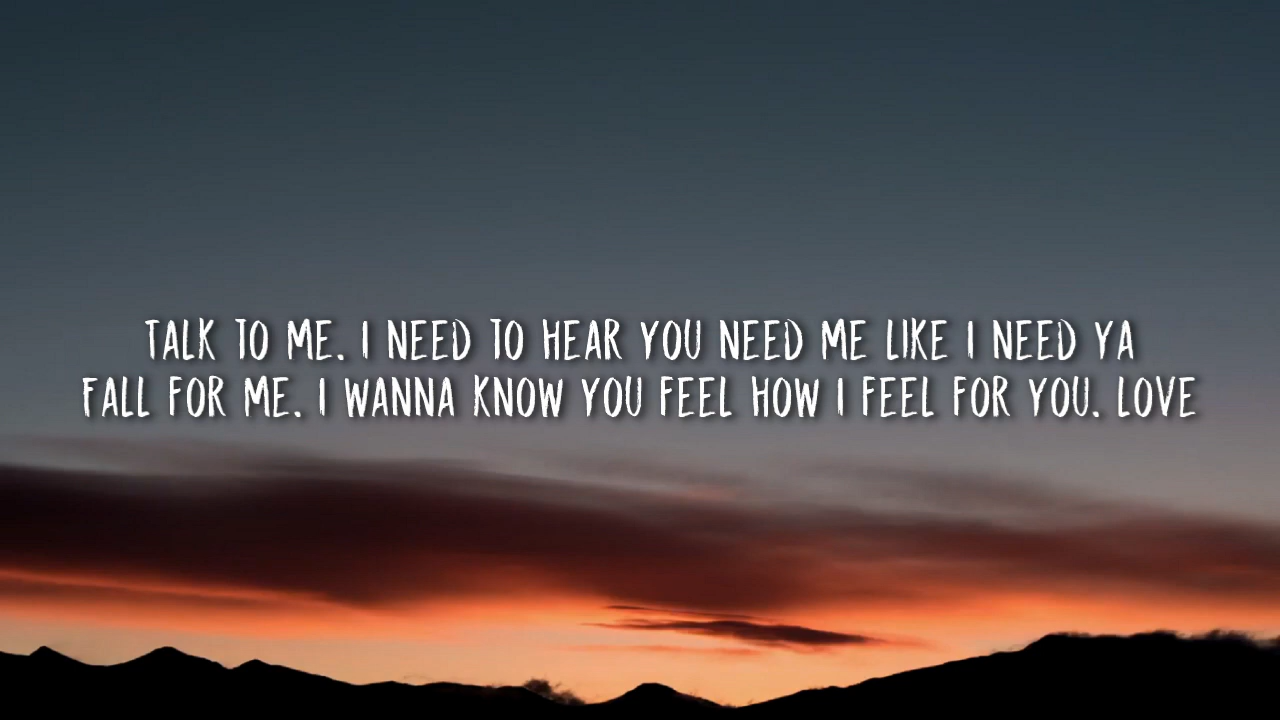 TALK TO ME. I NEED TO HEAR YOU NEED ME LIKE I NEED YA
FALL FOR ME. I WANNA KNOW YOU FEEL HOW I FEEL FOR YOU. LOVE